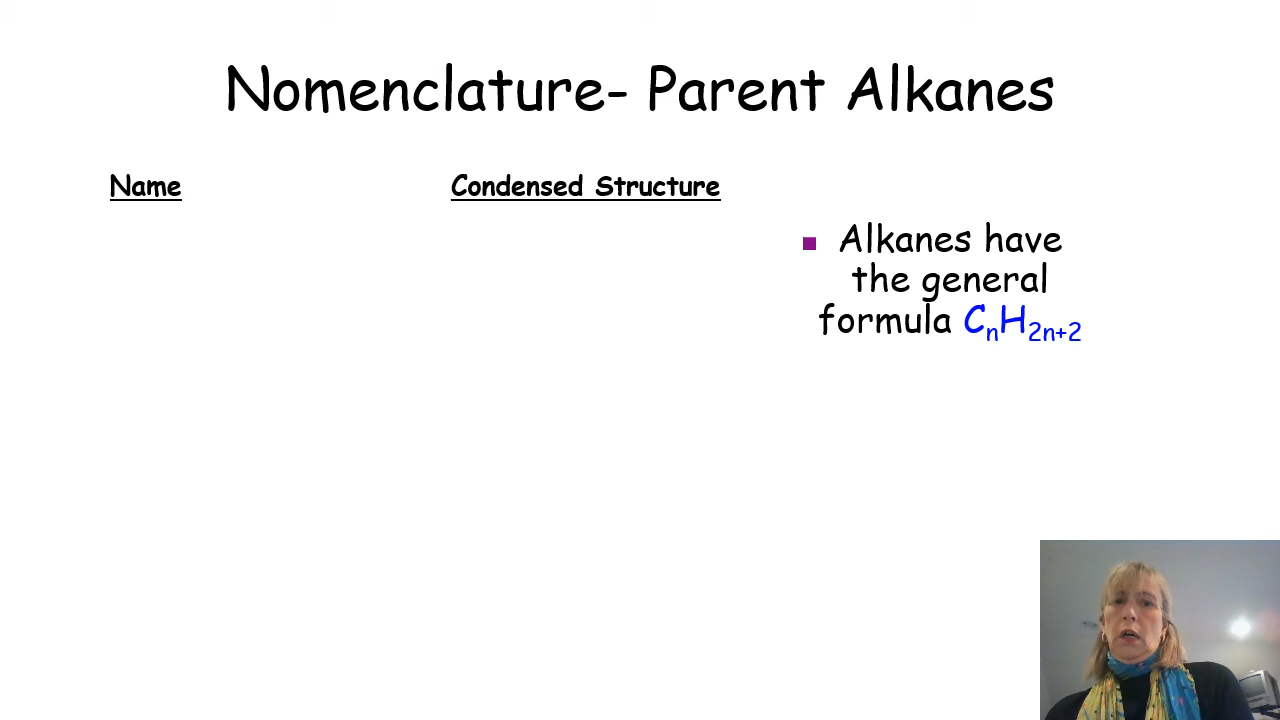 Nomenclature- Parent Alkanes
Name
Condensed Structure
Alkanes have
the general
formula CₙH₂ₙ₊₂